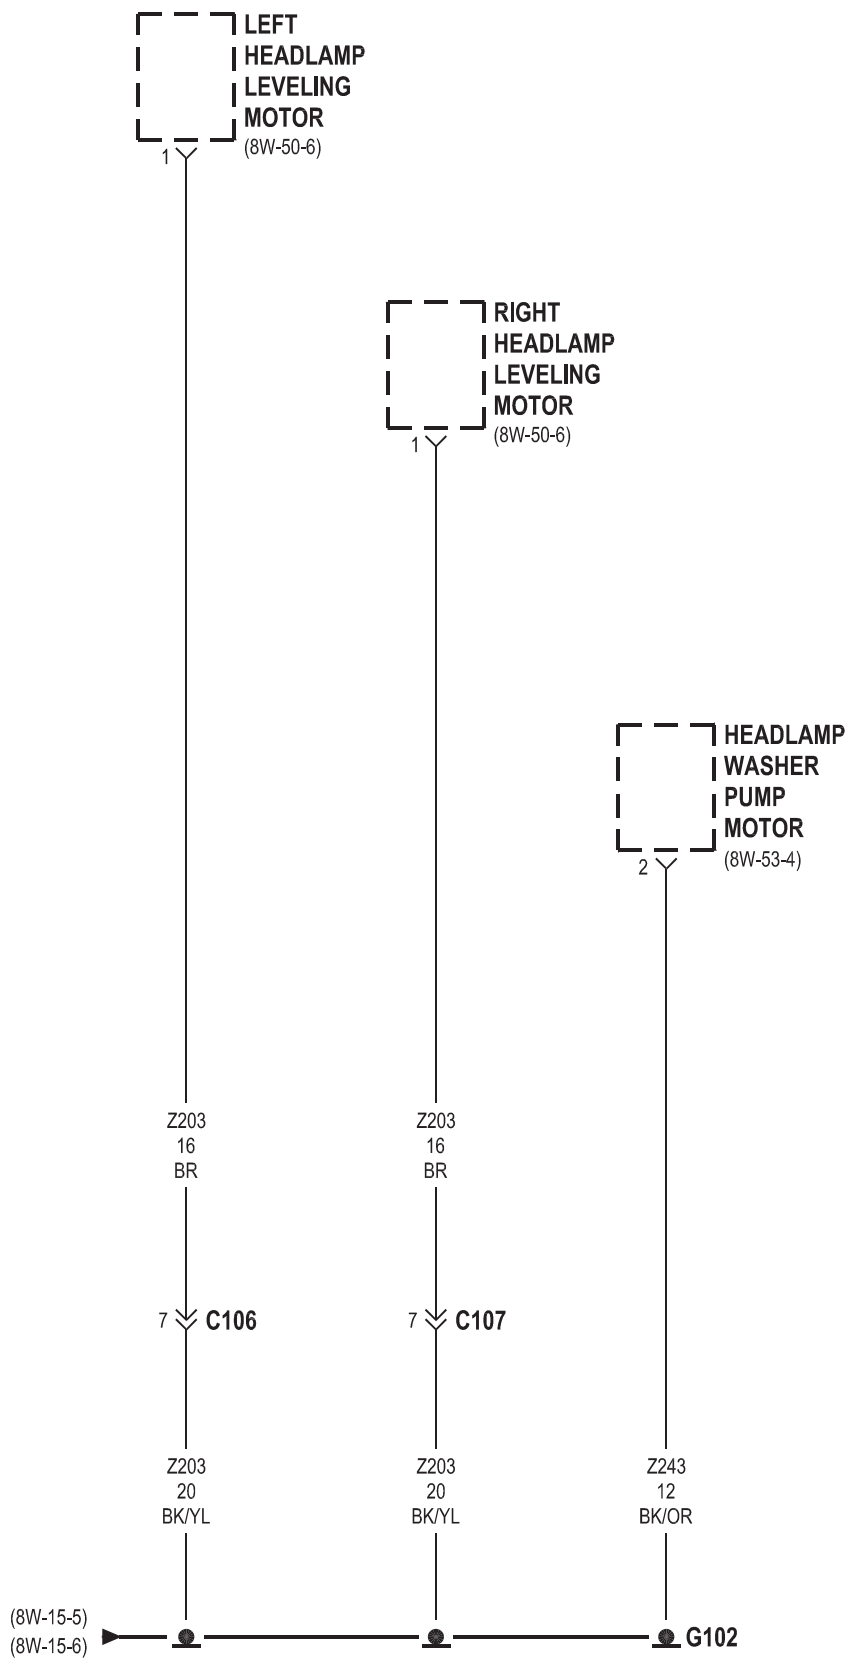 LEFT
HEADLAMP
LEVELING
MOTOR
(8W-50-6)
1
RIGHT
HEADLAMP
LEVELING
MOTOR
(8W-50-6)
1
HEADLAMP
WASHER
PUMP
MOTOR
(8W-53-4)
2
Z203
16
BR
Z203
16
BR
7
C106
7
C107
Z203
20
BK/YL
Z203
20
BK/YL
Z243
12
BK/OR
(8W-15-5)
(8W-15-6)
G102